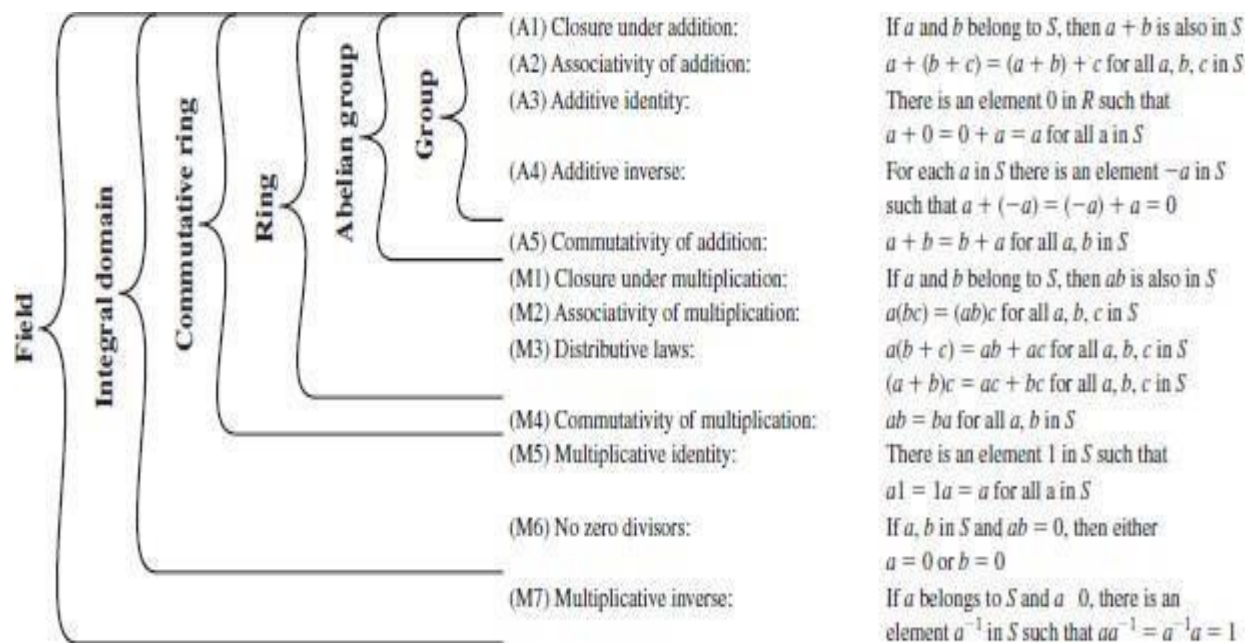 Field
Integral domain
Commutative ring
Ring
Abelian group
Group
(A1) Closure under addition: If a and b belong to S, then a + b is also in S
(A2) Associativity of addition: a + (b + c) = (a + b) + c for all a, b, c in S
(A3) Additive identity: There is an element 0 in R such that
a + 0 = 0 + a = a for all a in S
(A4) Additive inverse: For each a in S there is an element −a in S
such that a + (−a) = (−a) + a = 0
(A5) Commutativity of addition: a + b = b + a for all a, b in S
(M1) Closure under multiplication: If a and b belong to S, then ab is also in S
(M2) Associativity of multiplication: a(bc) = (ab)c for all a, b, c in S
(M3) Distributive laws: a(b + c) = ab + ac for all a, b, c in S
(a + b)c = ac + bc for all a, b, c in S
(M4) Commutativity of multiplication: ab = ba for all a, b in S
(M5) Multiplicative identity: There is an element 1 in S such that
a1 = 1a = a for all a in S
(M6) No zero divisors: If a, b in S and ab = 0, then either
a = 0 or b = 0
(M7) Multiplicative inverse: If a belongs to S and a 0, there is an
element a⁻¹ in S such that aa⁻¹ = a⁻¹a = 1